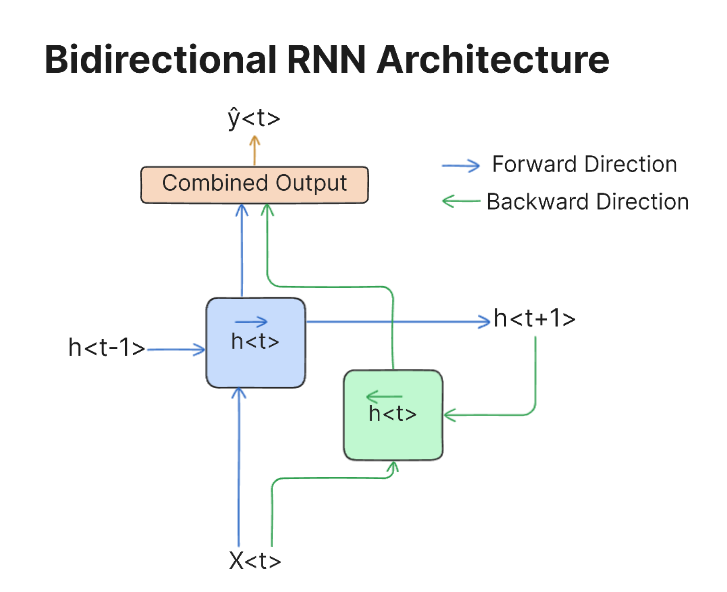 Bidirectional RNN Architecture
ŷ<t>
Combined Output
Forward Direction
Backward Direction
h<t-1>
h<t>
h<t+1>
h<t>
X<t>